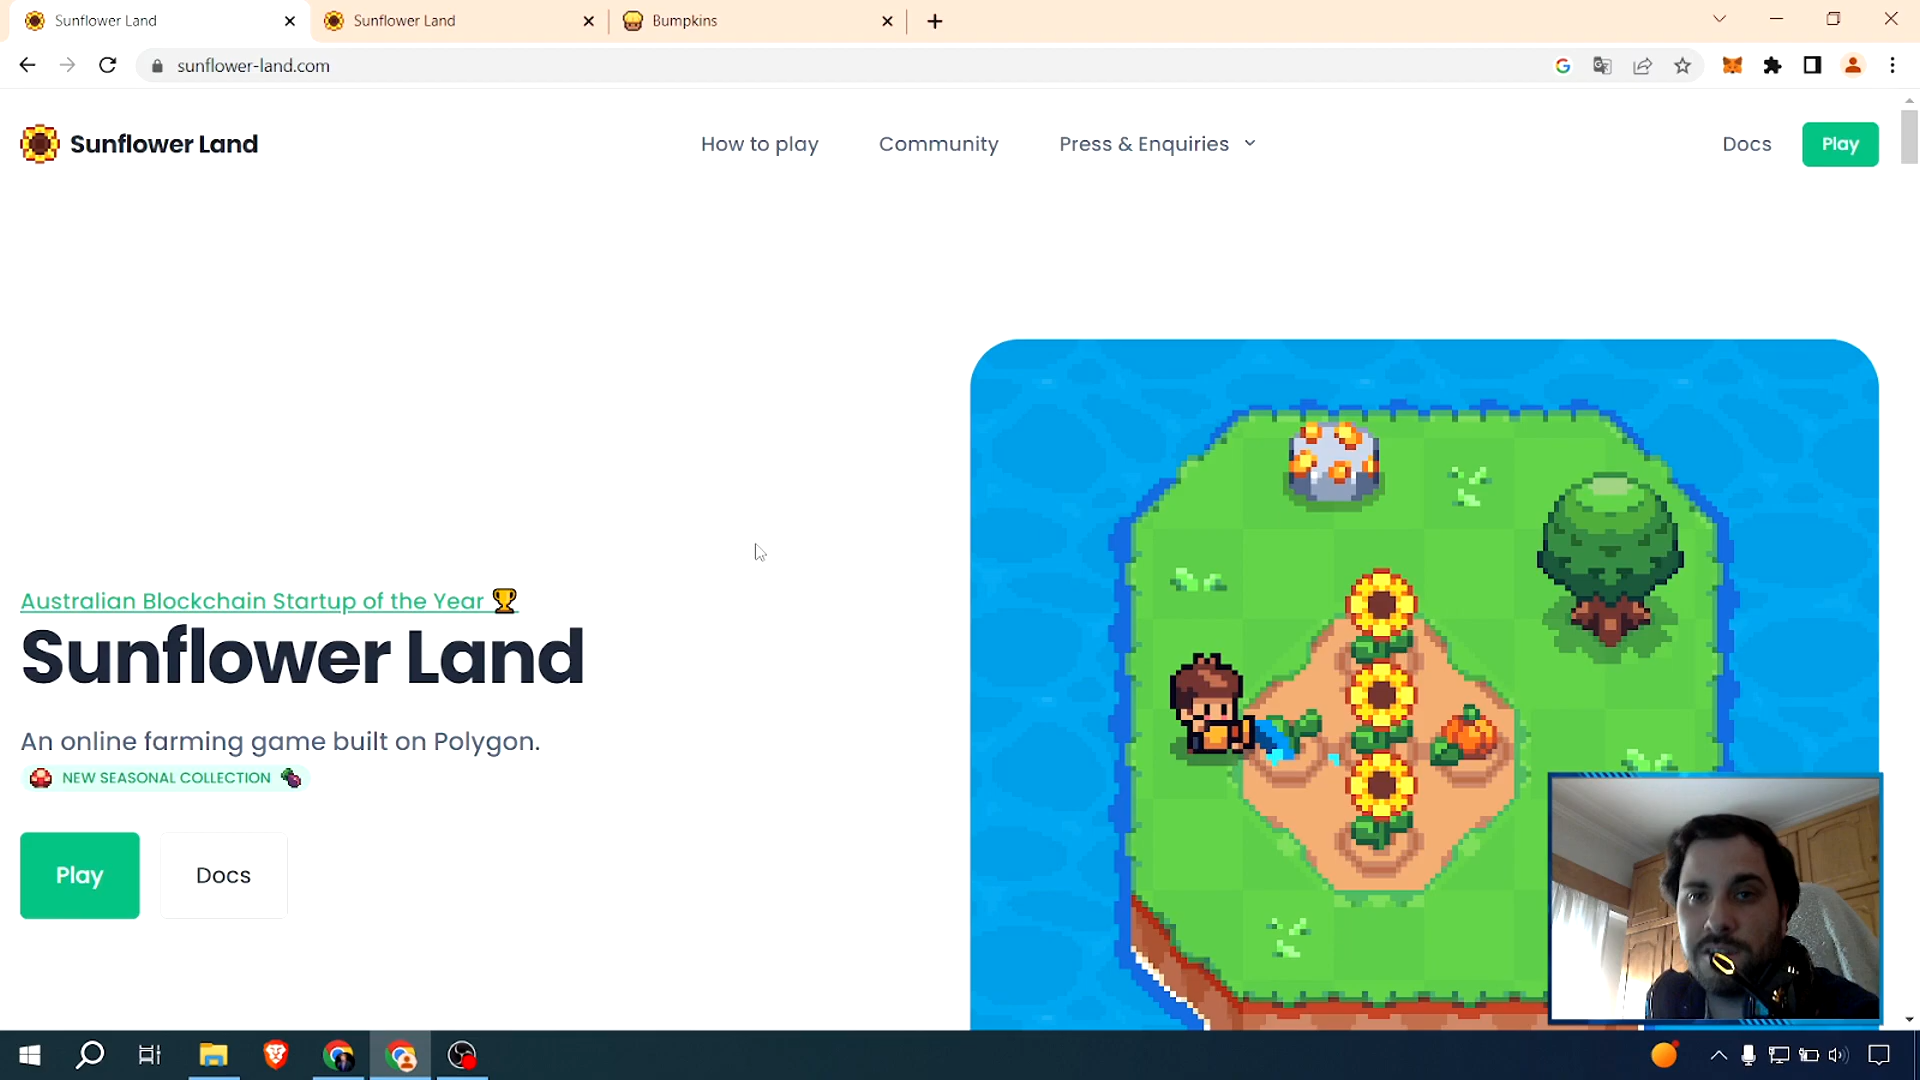 Sunflower Land
Sunflower Land
Bumpkins
sunflower-land.com
Sunflower Land
How to play
Community
Press & Enquiries
Docs
Play
Australian Blockchain Startup of the Year
Sunflower Land
An online farming game built on Polygon.
NEW SEASONAL COLLECTION
Play
Docs